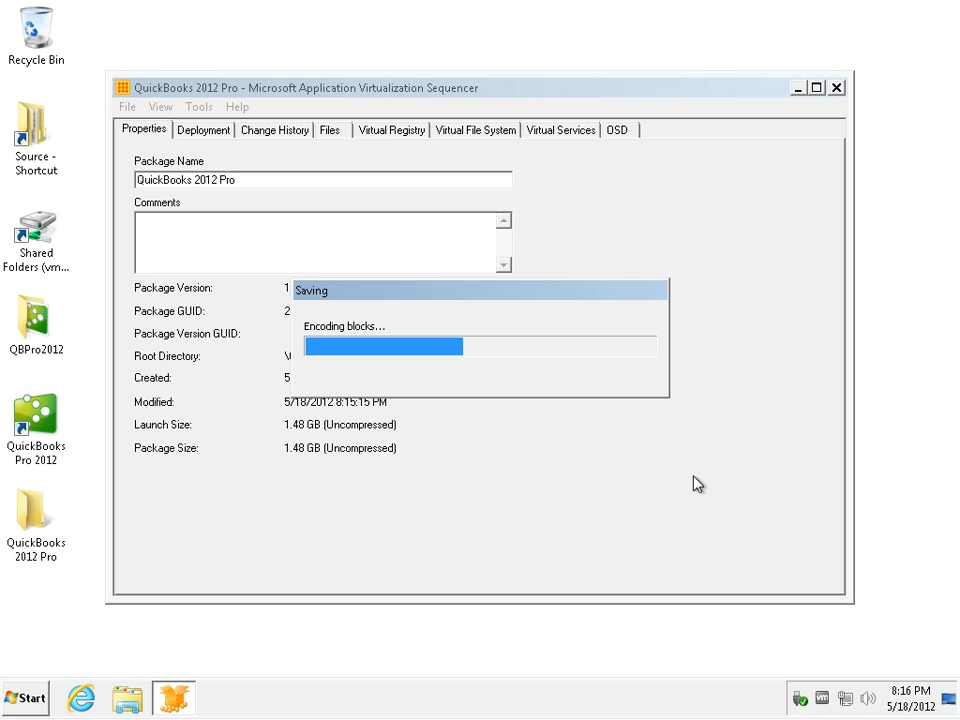 Recycle Bin
Source -
Shortcut
Shared
Folders (vm...
QBPro2012
QuickBooks
Pro 2012
QuickBooks
2012 Pro
QuickBooks 2012 Pro - Microsoft Application Virtualization Sequencer
File View Tools Help
Properties Deployment Change History Files Virtual Registry Virtual File System Virtual Services OSD
Package Name
QuickBooks 2012 Pro
Comments
Package Version: 1
Package GUID: 2
Package Version GUID:
Root Directory:
Created: 5
Modified: 5/18/2012 8:15:15 PM
Launch Size: 1.48 GB (Uncompressed)
Package Size: 1.48 GB (Uncompressed)
Saving
Encoding blocks...
Start
8:16 PM
5/18/2012